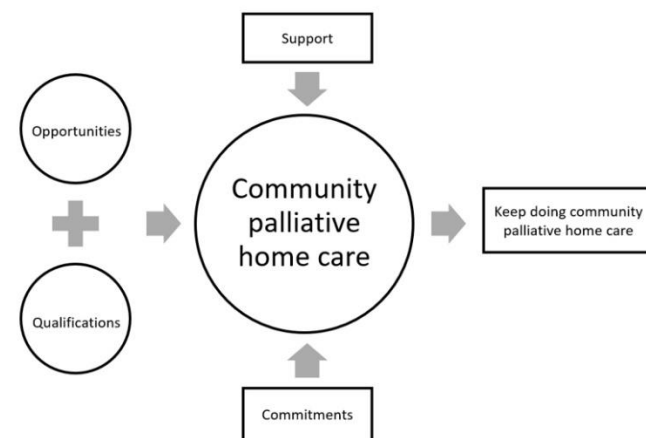 Support
Opportunities
Community
palliative
home care
Keep doing community
palliative home care
Qualifications
Commitments